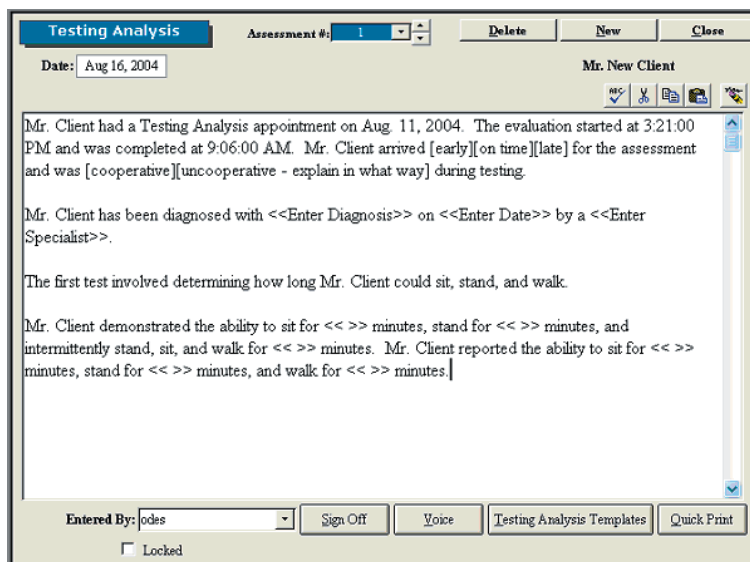 Testing Analysis Assessment #: 1 Delete New Close
Date: Aug 16, 2004 Mr. New Client
ABC
Mr. Client had a Testing Analysis appointment on Aug. 11, 2004. The evaluation started at 3:21:00
PM and was completed at 9:06:00 AM. Mr. Client arrived [early][on time][late] for the assessment
and was [cooperative][uncooperative - explain in what way] during testing.
Mr. Client has been diagnosed with <<Enter Diagnosis>> on <<Enter Date>> by a <<Enter
Specialist>>.
The first test involved determining how long Mr. Client could sit, stand, and walk.
Mr. Client demonstrated the ability to sit for << >> minutes, stand for << >> minutes, and
intermittently stand, sit, and walk for << >> minutes. Mr. Client reported the ability to sit for << >>
minutes, stand for << >> minutes, and walk for << >> minutes.
Entered By: odes Sign Off Voice Testing Analysis Templates Quick Print
Locked